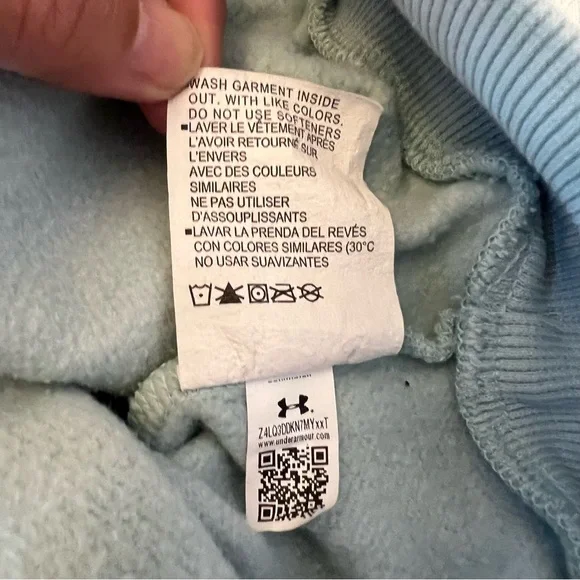 WASH GARMENT INSIDE
OUT. WITH LIKE COLORS.
DO NOT USE SOFTENERS
▪LAVER LE VÊTEMENT APRÈS
L'AVOIR RETOURNÉ SUR
L'ENVERS
AVEC DES COULEURS
SIMILAIRES
NE PAS UTILISER
D'ASSOUPLISSANTS
▪LAVAR LA PRENDA DEL REVÉS
CON COLORES SIMILARES (30°C
NO USAR SUAVIZANTES
Z4LQ3DDKN7MYxxT
www.underarmour.com